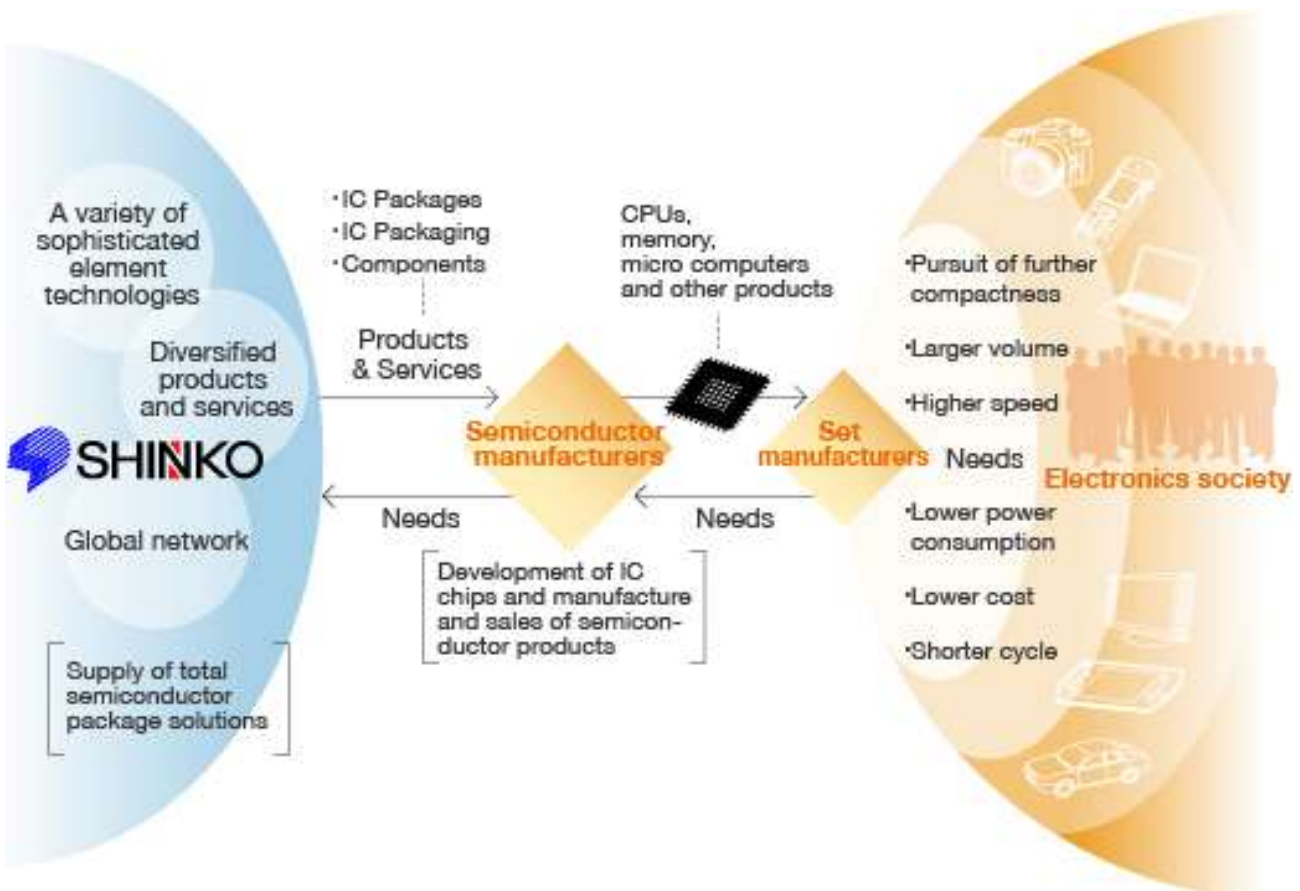 A variety of
sophisticated
element
technologies
Diversified
products
and services
SHINKO
Global network
Supply of total
semiconductor
package solutions
・IC Packages
・IC Packaging
・Components
Products
& Services
Semiconductor
manufacturers
Needs
Development of IC
chips and manufacture
and sales of semicon-
ductor products
CPUs,
memory,
micro computers
and other products
Set
manufacturers
Needs
・Pursuit of further
compactness
・Larger volume
・Higher speed
Needs
・Lower power
consumption
・Lower cost
・Shorter cycle
Electronics society